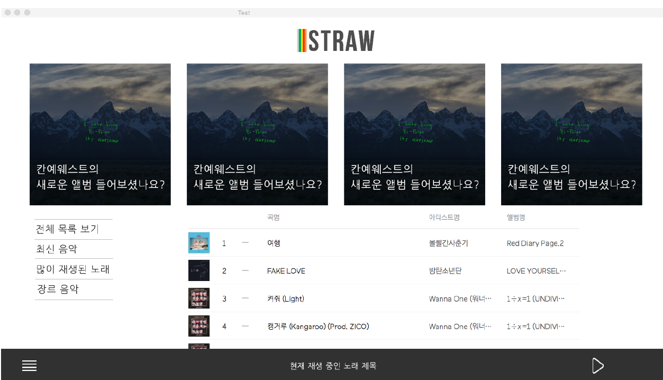 Test
STRAW
칸예웨스트의
새로운 앨범 들어보셨나요?
칸예웨스트의
새로운 앨범 들어보셨나요?
칸예웨스트의
새로운 앨범 들어보셨나요?
칸예웨스트의
새로운 앨범 들어보셨나요?
전체 목록 보기
최신 음악
많이 재생된 노래
장르 음악
곡명 아티스트명 앨범명
1 — 여행 볼빨간사춘기 Red Diary Page.2
2 — FAKE LOVE 방탄소년단 LOVE YOURSEL···
3 — 켜줘 (Light) Wanna One (워너··· 1÷x=1 (UNDIVI···
4 — 캥거루 (Kangaroo) (Prod. ZICO) Wanna One (워너··· 1÷x=1 (UNDIVI···
현재 재생 중인 노래 제목